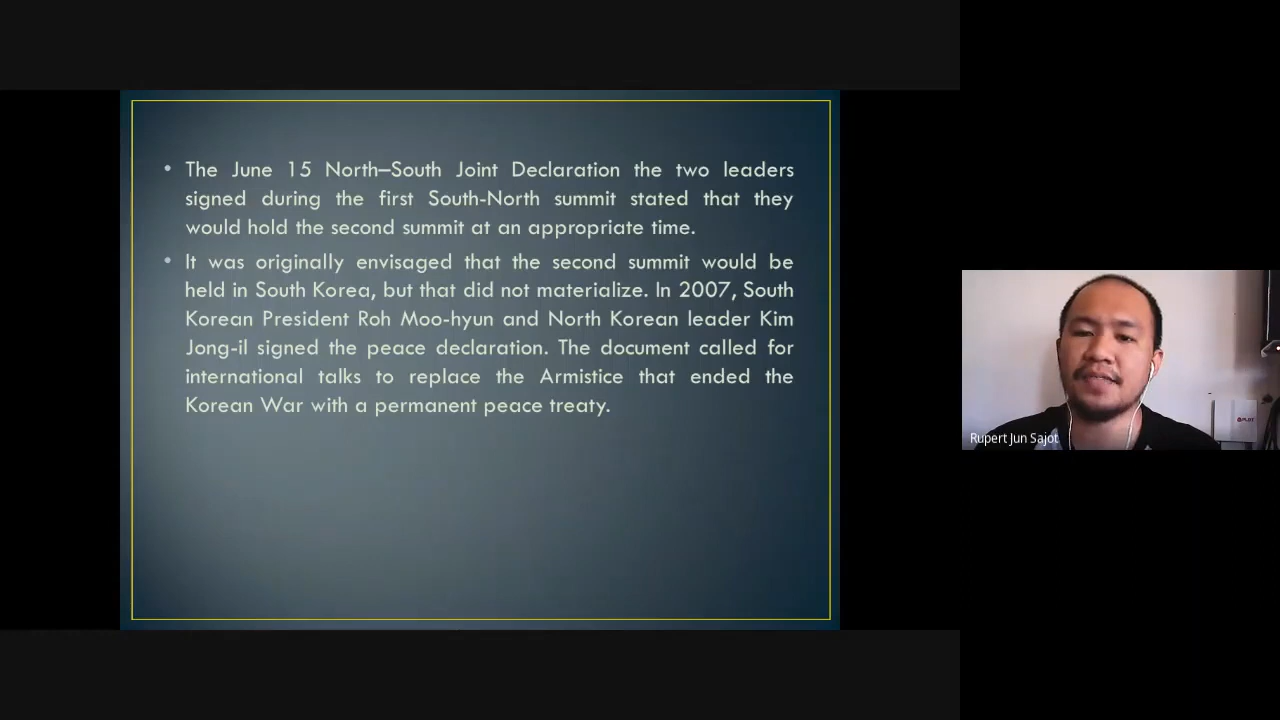 • The June 15 North–South Joint Declaration the two leaders
signed during the first South-North summit stated that they
would hold the second summit at an appropriate time.
• It was originally envisaged that the second summit would be
held in South Korea, but that did not materialize. In 2007, South
Korean President Roh Moo-hyun and North Korean leader Kim
Jong-il signed the peace declaration. The document called for
international talks to replace the Armistice that ended the
Korean War with a permanent peace treaty.
Rupert Jun Sajot